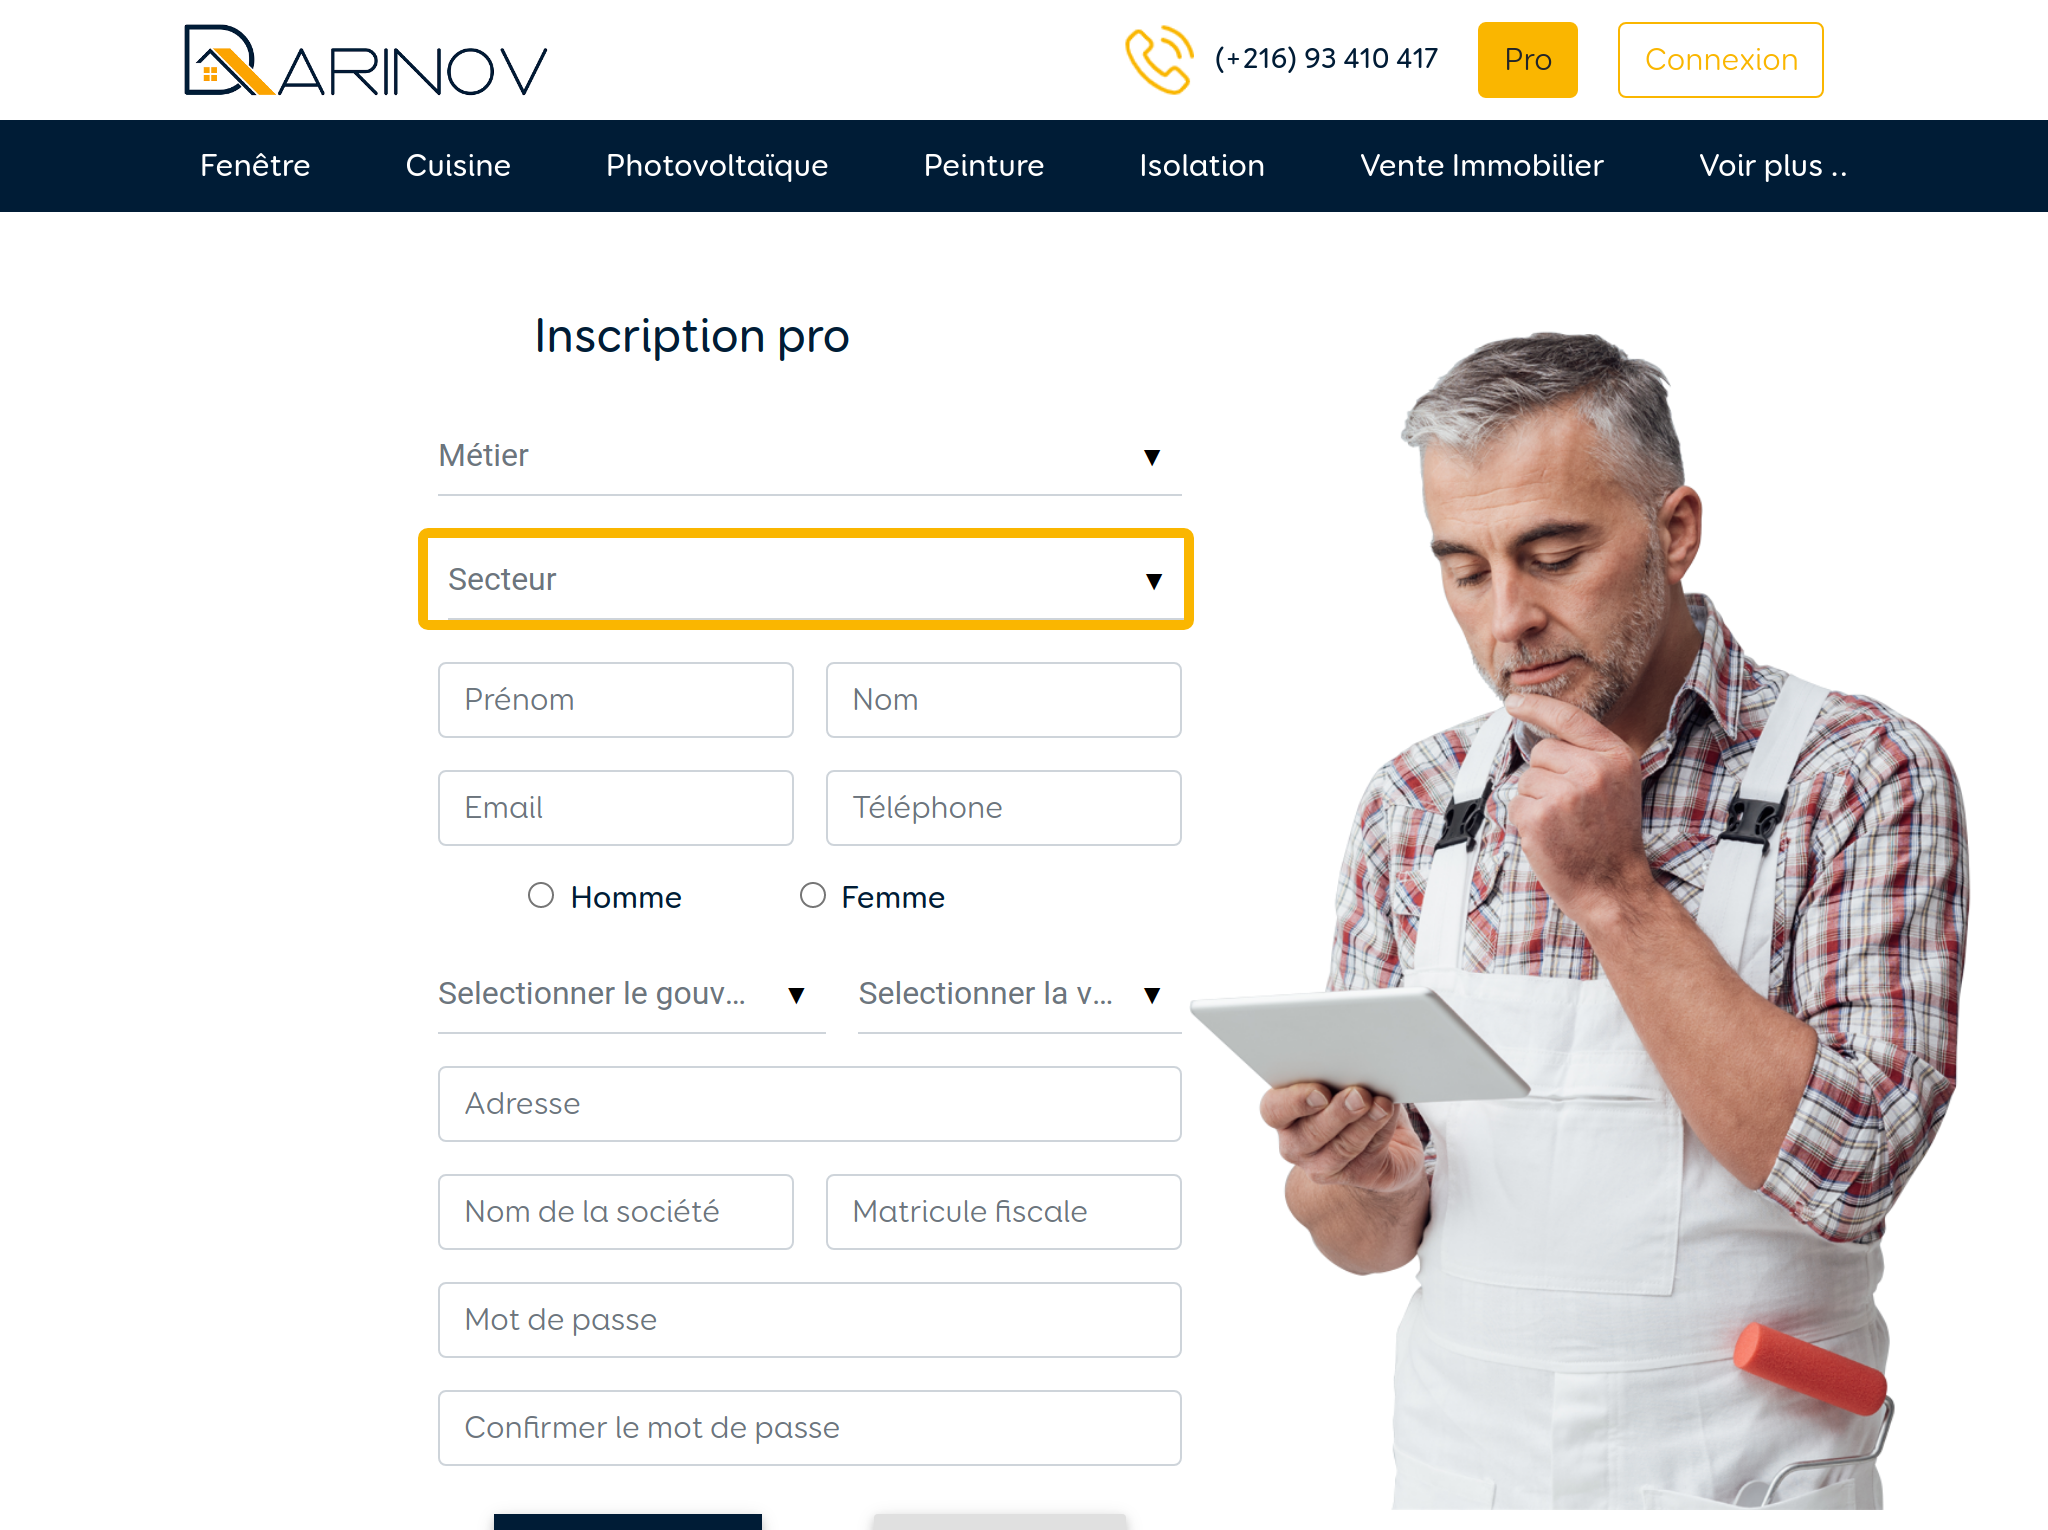 DARINOV
(+216) 93 410 417
Pro
Connexion
Fenêtre
Cuisine
Photovoltaïque
Peinture
Isolation
Vente Immobilier
Voir plus ..
Inscription pro
Métier
Secteur
Prénom
Nom
Email
Téléphone
Homme
Femme
Selectionner le gouv...
Selectionner la v...
Adresse
Nom de la société
Matricule fiscale
Mot de passe
Confirmer le mot de passe